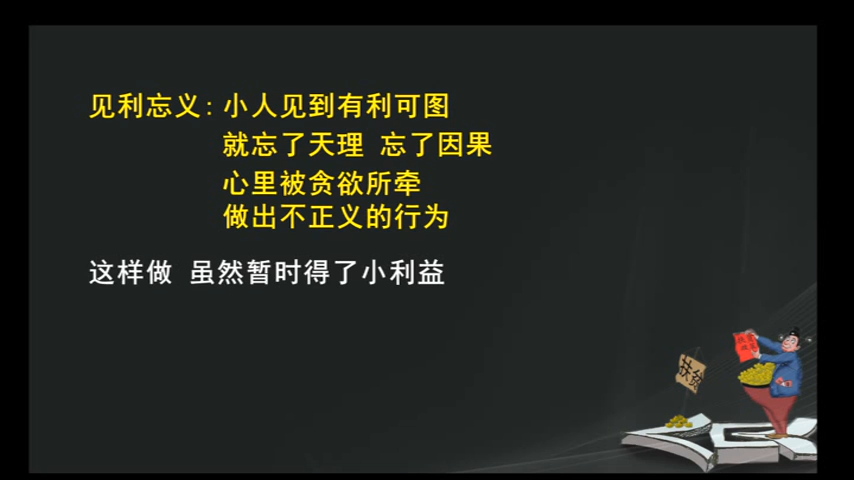 见利忘义：小人见到有利可图
就忘了天理 忘了因果
心里被贪欲所牵
做出不正义的行为
这样做 虽然暂时得了小利益
扶贫